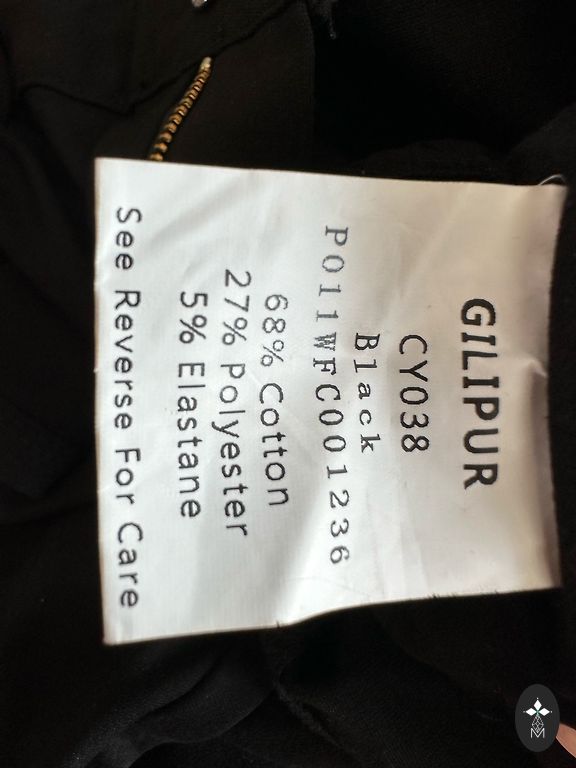 GILIPUR
CY038
Black
P011WFC001236
68% Cotton
27% Polyester
5% Elastane
See Reverse For Care
M